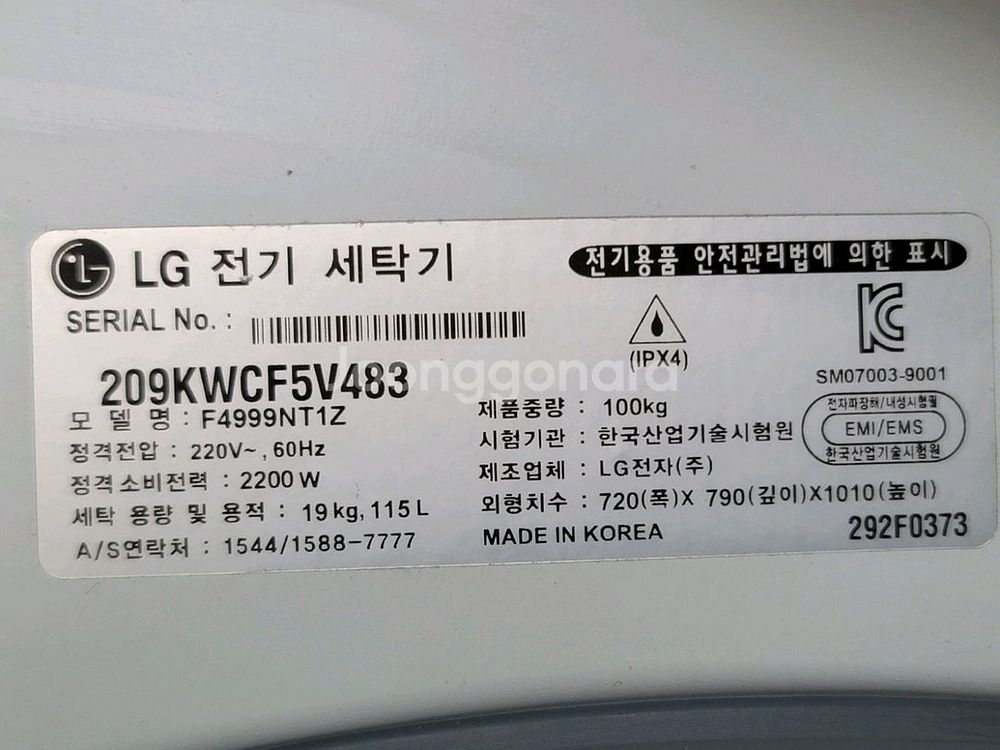 LG 전기 세탁기
전기용품 안전관리법에 의한 표시
SERIAL No. :
209KWCF5V483
모 델 명 : F4999NT1Z
정격전압 : 220V~, 60Hz
정격소비전력 : 2200W
세탁 용량 및 용적 : 19kg, 115L
A/S연락처 : 1544/1588-7777
(IPX4)
제품중량 : 100kg
시험기관 : 한국산업기술시험원
제조업체 : LG전자(주)
외형치수 : 720(폭)X 790(깊이)X1010(높이)
MADE IN KOREA
SM07003-9001
전자파장해/내성시험필
EMI/EMS
한국산업기술시험원
292F0373
joonggonara